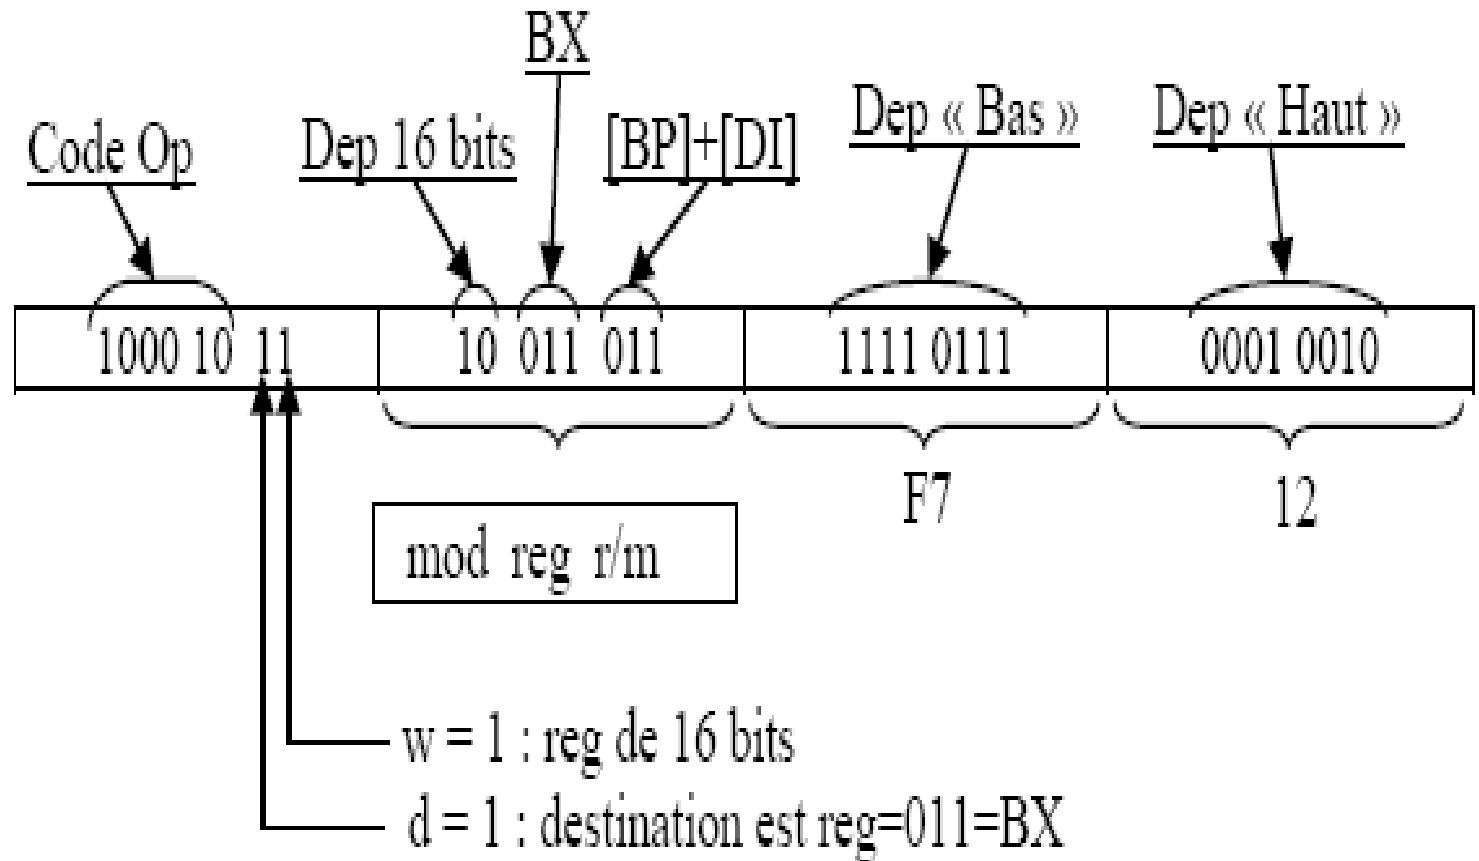 BX
Code Op Dep 16 bits [BP]+[DI] Dep « Bas » Dep « Haut »
1000 10 11 10 011 011 1111 0111 0001 0010
F7 12
mod reg r/m
w = 1 : reg de 16 bits
d = 1 : destination est reg=011=BX